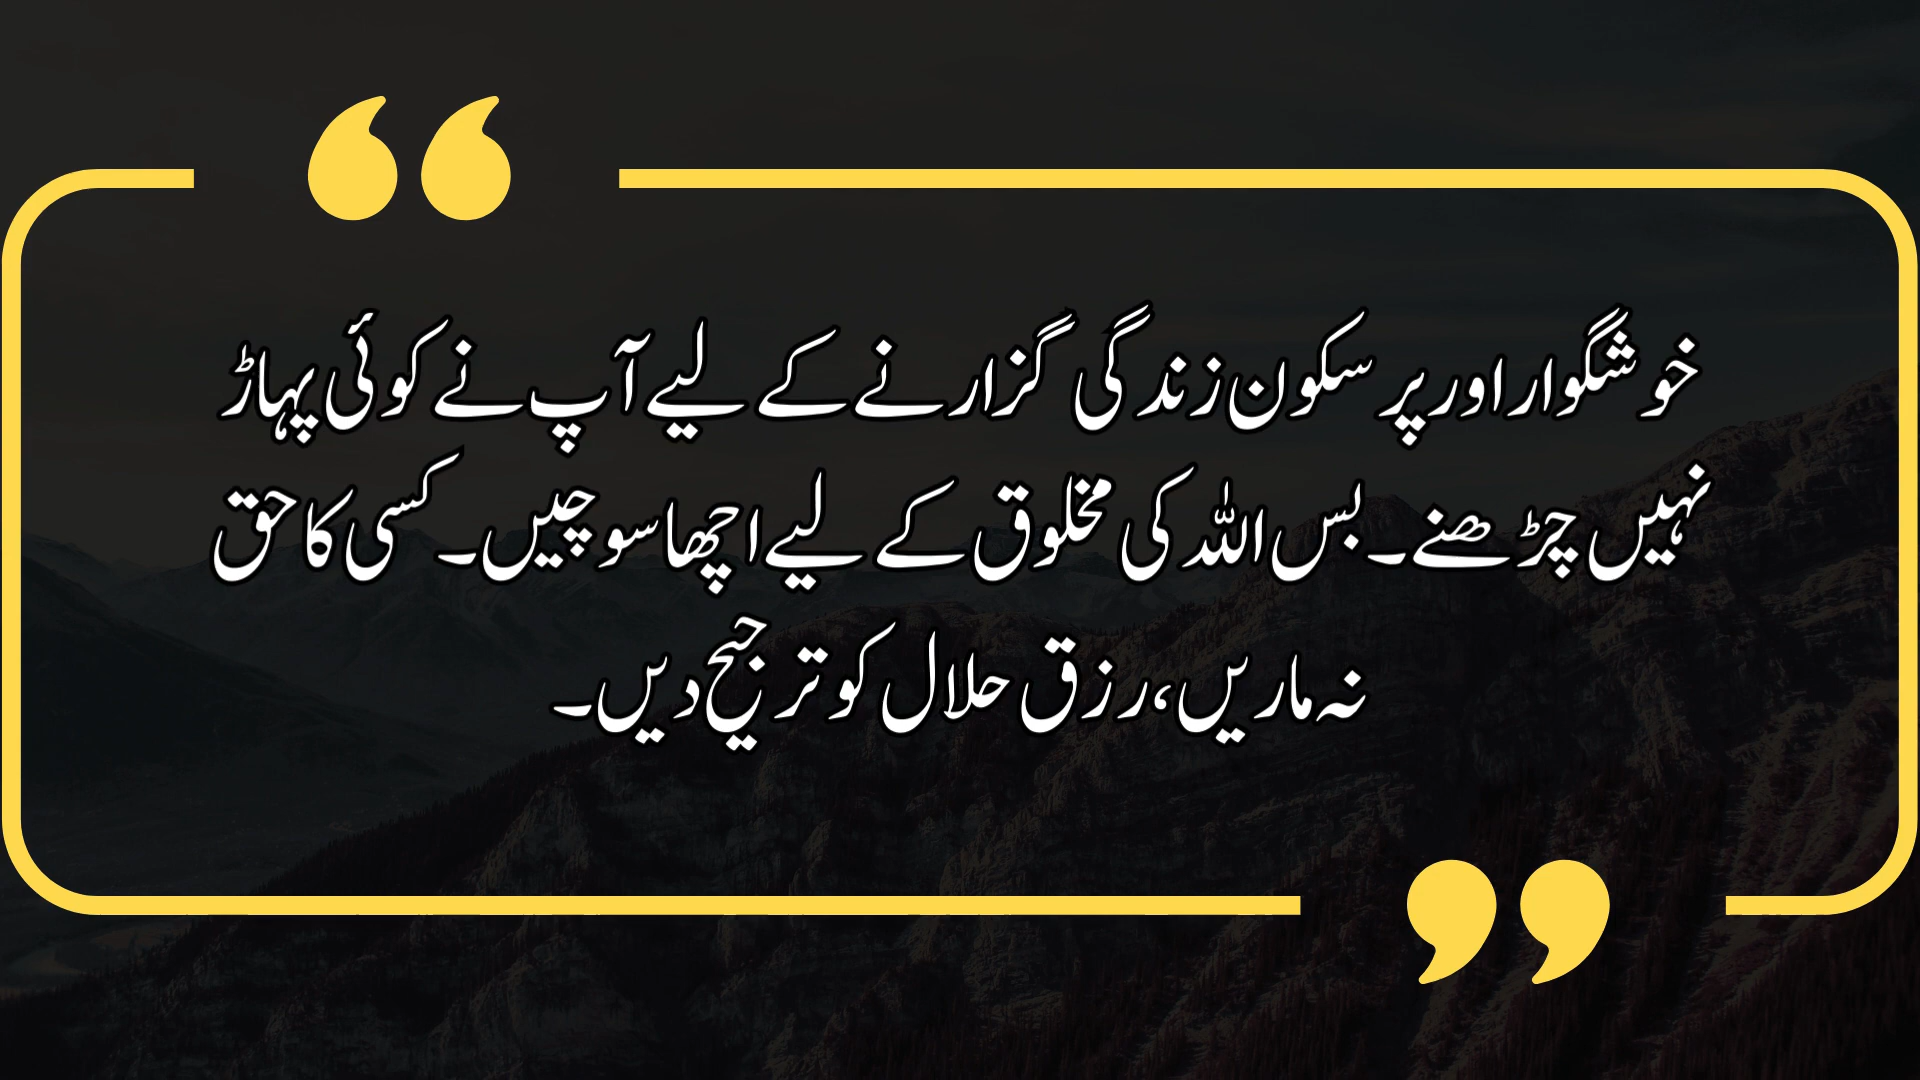 خوشگوار اور پر سکون زندگی گزارنے کے لیے آپ نے کوئی پہاڑ
نہیں چڑھنے۔ بس اللہ کی مخلوق کے لیے اچھا سوچیں۔ کسی کا حق
نہ ماریں، رزق حلال کو ترجیح دیں۔